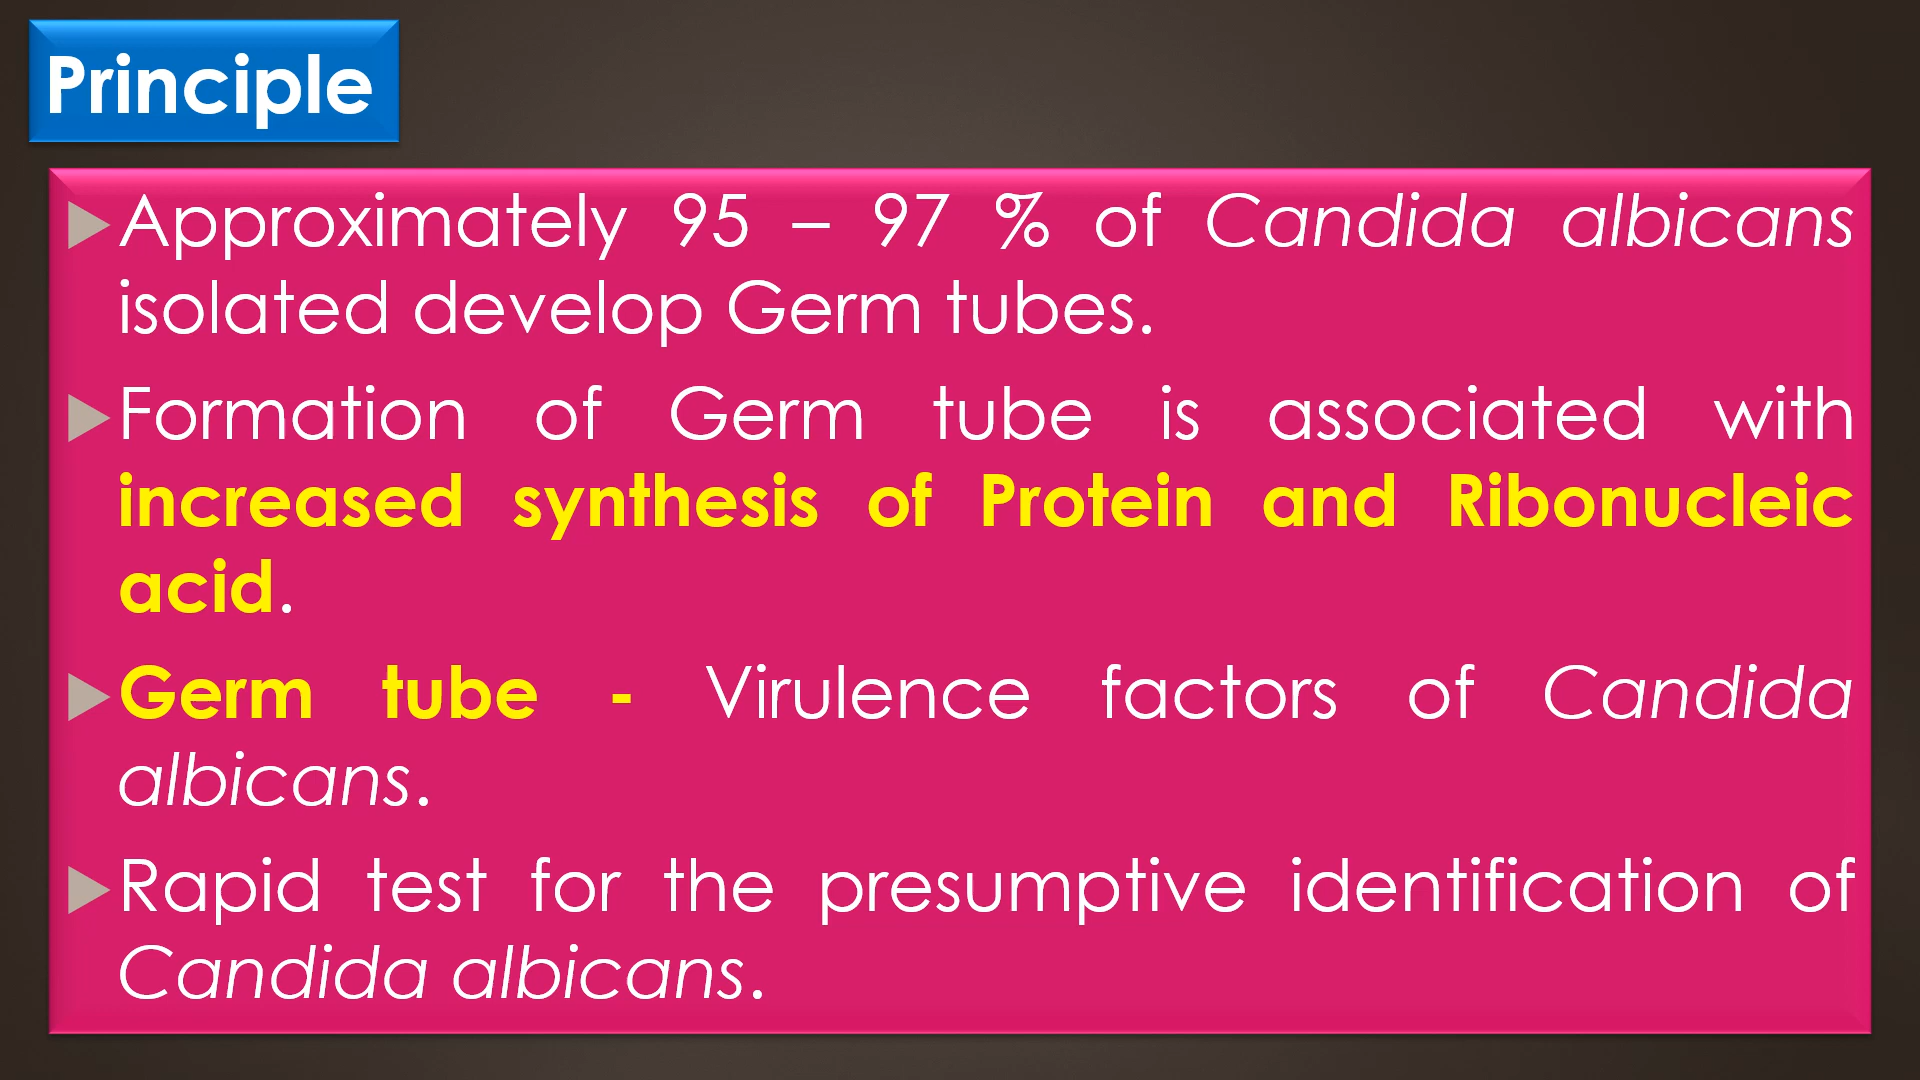 Principle
Approximately 95 – 97 % of Candida albicans
isolated develop Germ tubes.
Formation of Germ tube is associated with
increased synthesis of Protein and Ribonucleic
acid.
Germ tube - Virulence factors of Candida
albicans.
Rapid test for the presumptive identification of
Candida albicans.